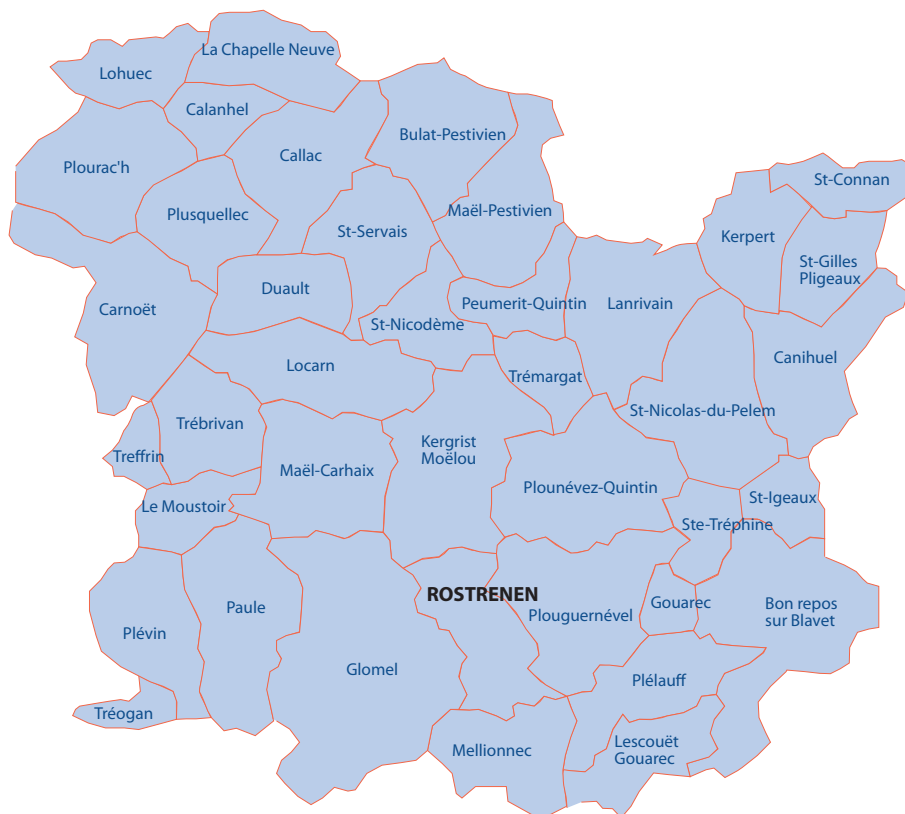 La Chapelle Neuve
Lohuec
Calanhel
Bulat-Pestivien
Callac
Plourac'h
St-Connan
Plusquellec
Maël-Pestivien
St-Servais
Kerpert
St-Gilles
Pligeaux
Duault
Carnoët
Peumerit-Quintin
Lanrivain
St-Nicodème
Canihuel
Locarn
Trémargat
St-Nicolas-du-Pelem
Trébrivan
Kergrist
Moëlou
Treffrin
Maël-Carhaix
Plounévez-Quintin
St-Igeaux
Le Moustoir
Ste-Tréphine
ROSTRENEN
Paule
Plouguernével
Gouarec
Bon repos
sur Blavet
Plévin
Glomel
Plélauff
Tréogan
Mellionnec
Lescouët
Gouarec